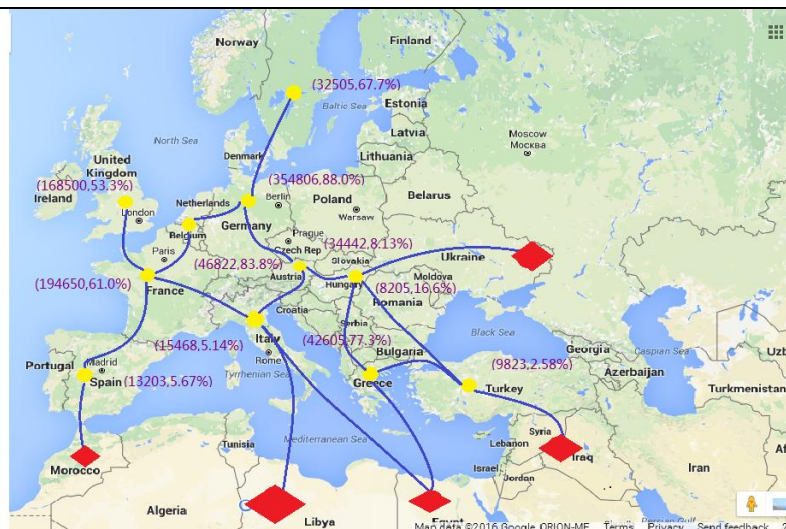 Norway
Finland
(32505,67.7%)
Baltic Sea
Estonia
Latvia
Moscow
Москва
North Sea
Denmark
Lithuania
United
Kingdom
(168500,53.3%)
(354806,88.0%)
Ireland
London
Netherlands
Berlin
Poland
Warsaw
Belarus
Germany
Belgium
Prague
Czech Rep
(34442,8.13%)
Paris
(46822,83.8%)
Slovakia
Ukraine
Austria
Hungary
Moldova
(194650,61.0%)
France
(8205,16.6%)
Romania
Croatia
Serbia
(15468,5.14%)
Italy
(42605,77.3%)
Black Sea
Rome
Bulgaria
Georgia
Caspian Sea
Uzb
Portugal
Madrid
Spain
(13203,5.67%)
Tyrrhenian Sea
Greece
(9823,2.58%)
Turkey
Azerbaijan
Turkmenistan
Mediterranean Sea
Tunisia
Syria
Lebanon
Iraq
Israel
Iran
Af
Morocco
Jordan
Algeria
Libya
Egypt
Persian Gulf
Map data ©2016 Google, ORION-ME Terms Privacy Send feedback